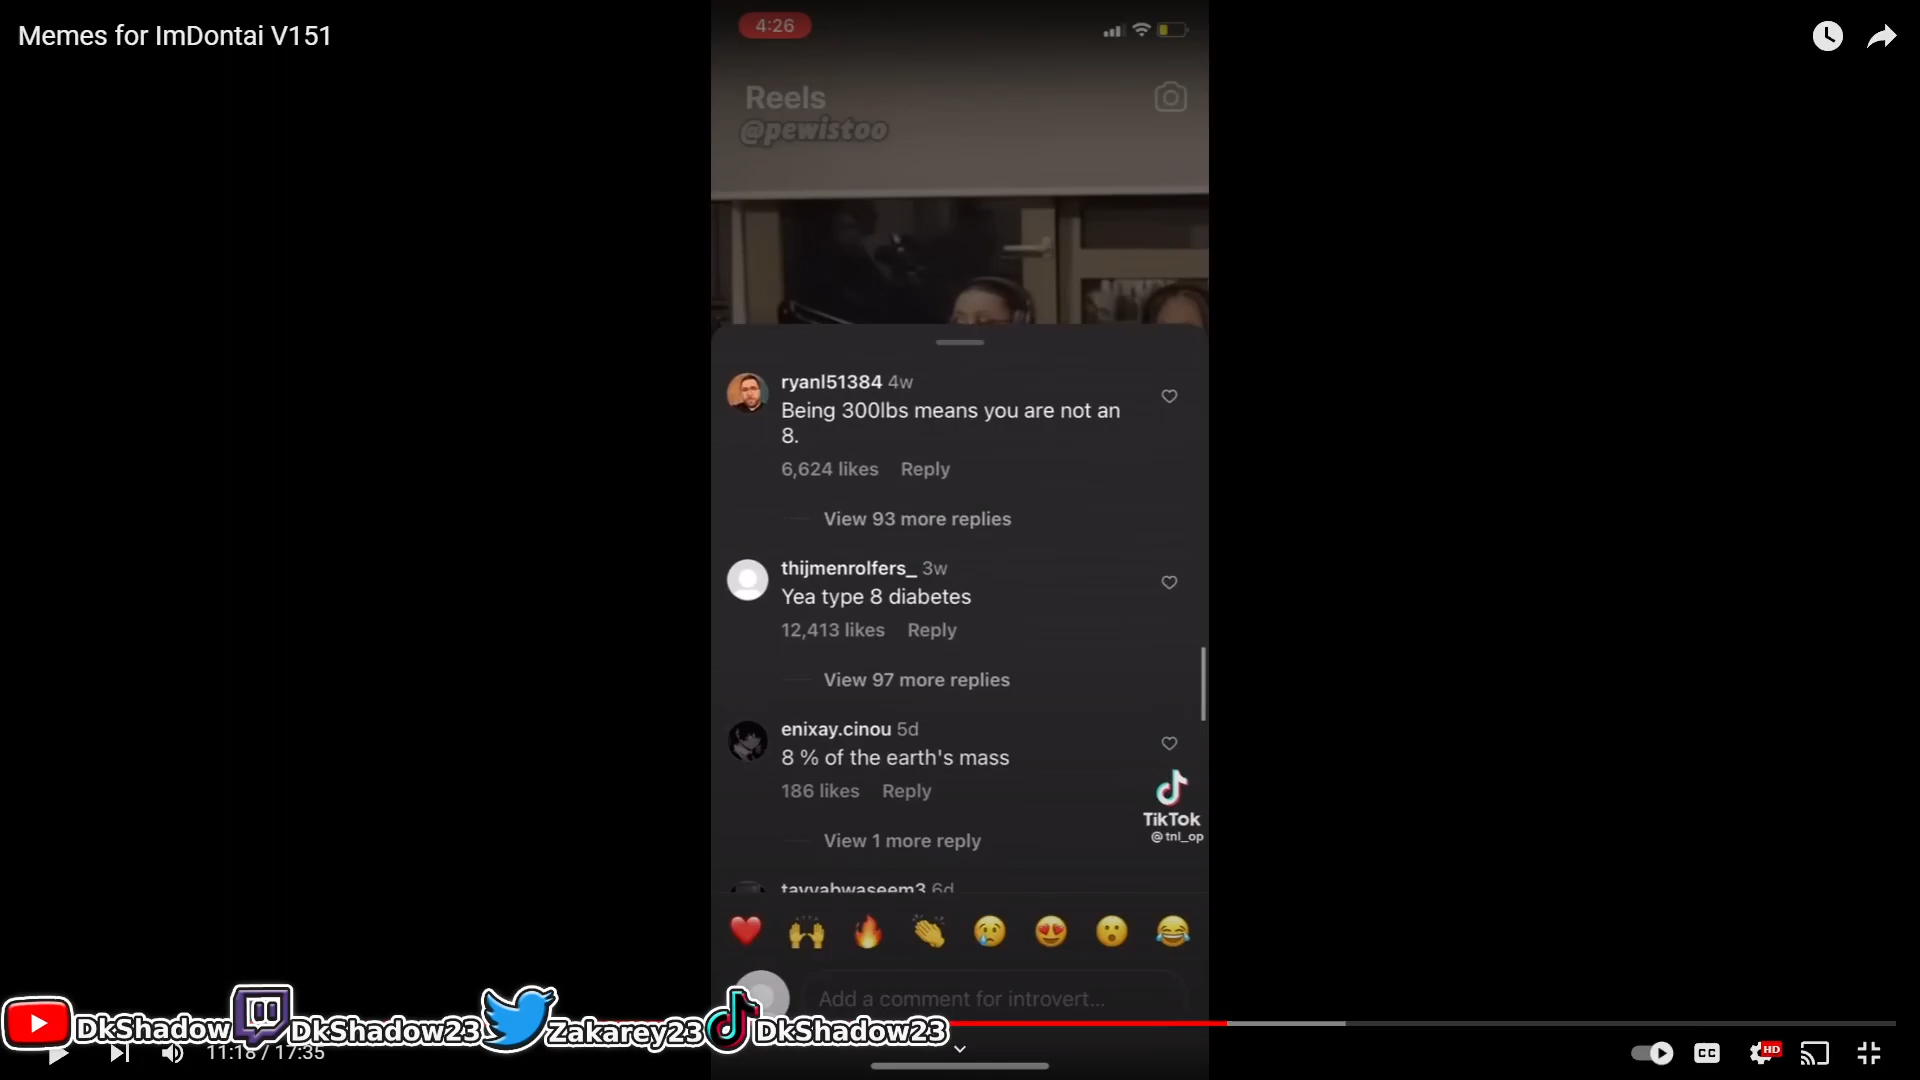 Memes for ImDontai V151
4:26
Reels
@pewistoo
ryanl51384 4w
Being 300lbs means you are not an
8.
6,624 likes Reply
View 93 more replies
thijmenrolfers_ 3w
Yea type 8 diabetes
12,413 likes Reply
View 97 more replies
enixay.cinou 5d
8 % of the earth's mass
186 likes Reply
TikTok
@tnl_op
View 1 more reply
tayyabwaseem3 6d
Add a comment for introvert...
DkShadow DkShadow23 Zakarey23 DkShadow23
11:18 / 17:35
CC
HD